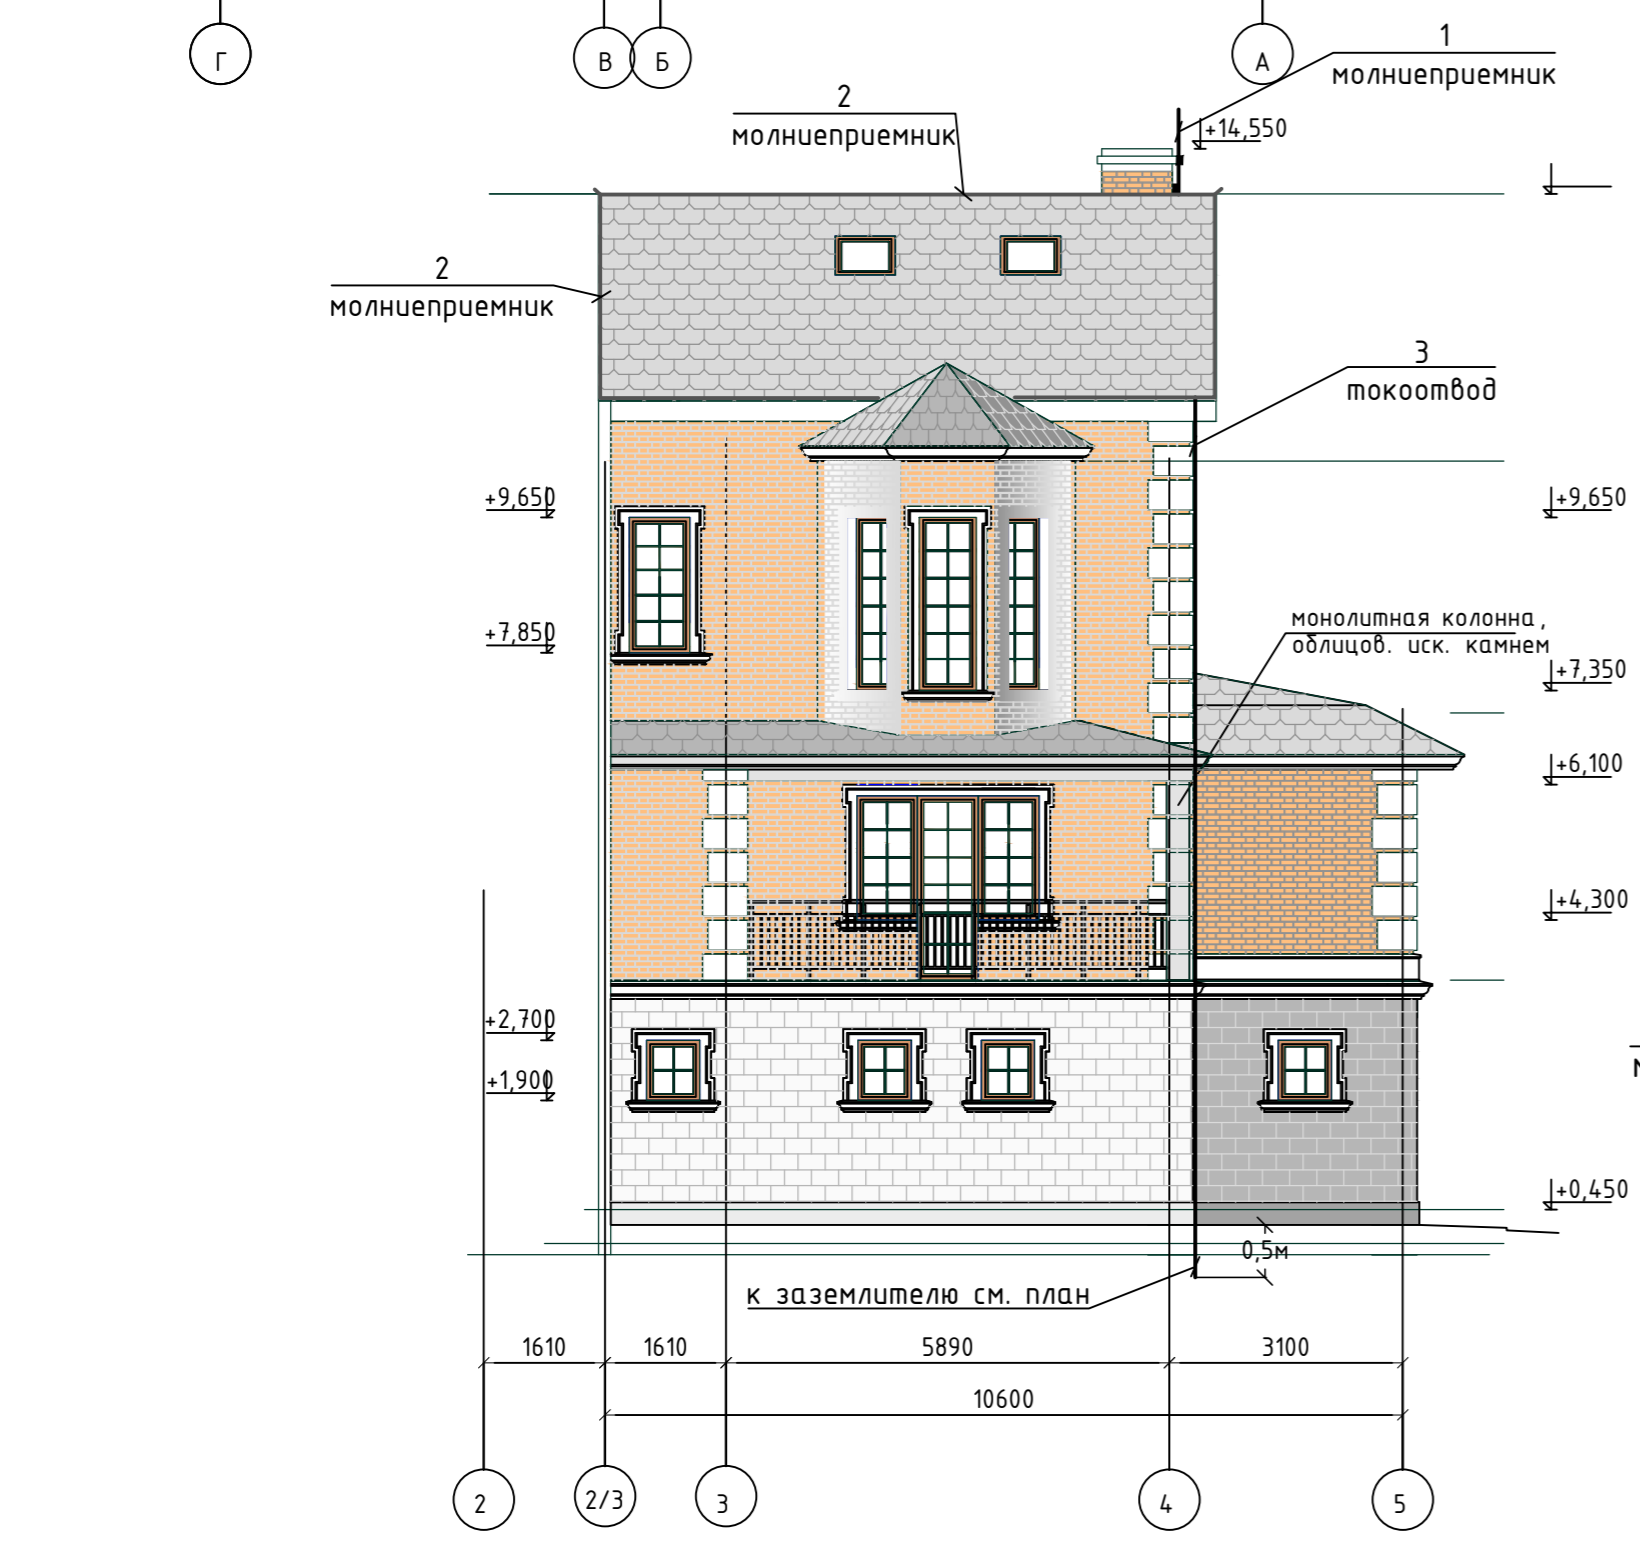 Г
В
Б
А
1
молниеприемник
2
молниеприемник
+14,550
2
молниеприемник
3
токоотвод
+9,650
+9,650
монолитная колонна,
облицов. иск. камнем
+7,850
+7,350
+6,100
+4,300
+2,700
+1,900
+0,450
0,5м
к заземлителю см. план
1610
1610
5890
3100
10600
2
2/3
3
4
5